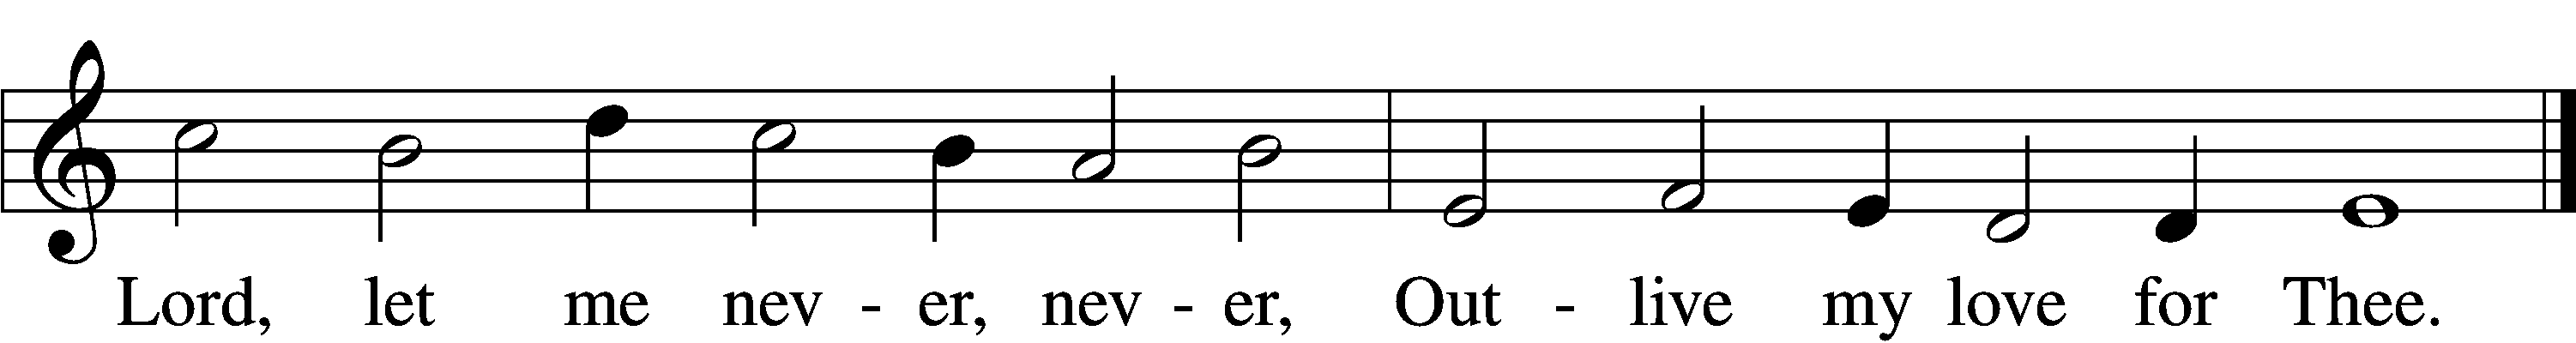 Lord, let me nev - er, nev - er, Out - live my love for Thee.